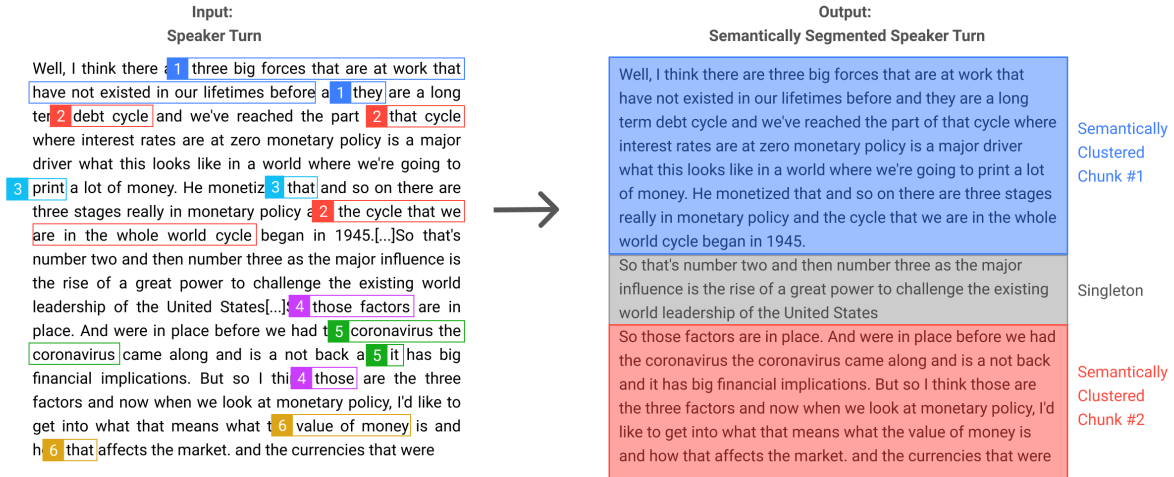 Input:
Speaker Turn
Well, I think there a 1 three big forces that are at work that
have not existed in our lifetimes before a 1 they are a long
ter 2 debt cycle and we've reached the part 2 that cycle
where interest rates are at zero monetary policy is a major
driver what this looks like in a world where we're going to
3 print a lot of money. He monetiz 3 that and so on there are
three stages really in monetary policy a 2 the cycle that we
are in the whole world cycle began in 1945.[...]So that's
number two and then number three as the major influence is
the rise of a great power to challenge the existing world
leadership of the United States[...]S 4 those factors are in
place. And were in place before we had t 5 coronavirus the
coronavirus came along and is a not back a 5 it has big
financial implications. But so I thi 4 those are the three
factors and now when we look at monetary policy, I'd like to
get into what that means what t 6 value of money is and
h 6 that affects the market. and the currencies that were
Output:
Semantically Segmented Speaker Turn
Well, I think there are three big forces that are at work that
have not existed in our lifetimes before and they are a long
term debt cycle and we've reached the part of that cycle where
interest rates are at zero monetary policy is a major driver
what this looks like in a world where we're going to print a lot
of money. He monetized that and so on there are three stages
really in monetary policy and the cycle that we are in the whole
world cycle began in 1945.
So that's number two and then number three as the major
influence is the rise of a great power to challenge the existing
world leadership of the United States
So those factors are in place. And were in place before we had
the coronavirus the coronavirus came along and is a not back
and it has big financial implications. But so I think those are
the three factors and now when we look at monetary policy, I'd
like to get into what that means what the value of money is
and how that affects the market. and the currencies that were
Semantically
Clustered
Chunk #1
Singleton
Semantically
Clustered
Chunk #2